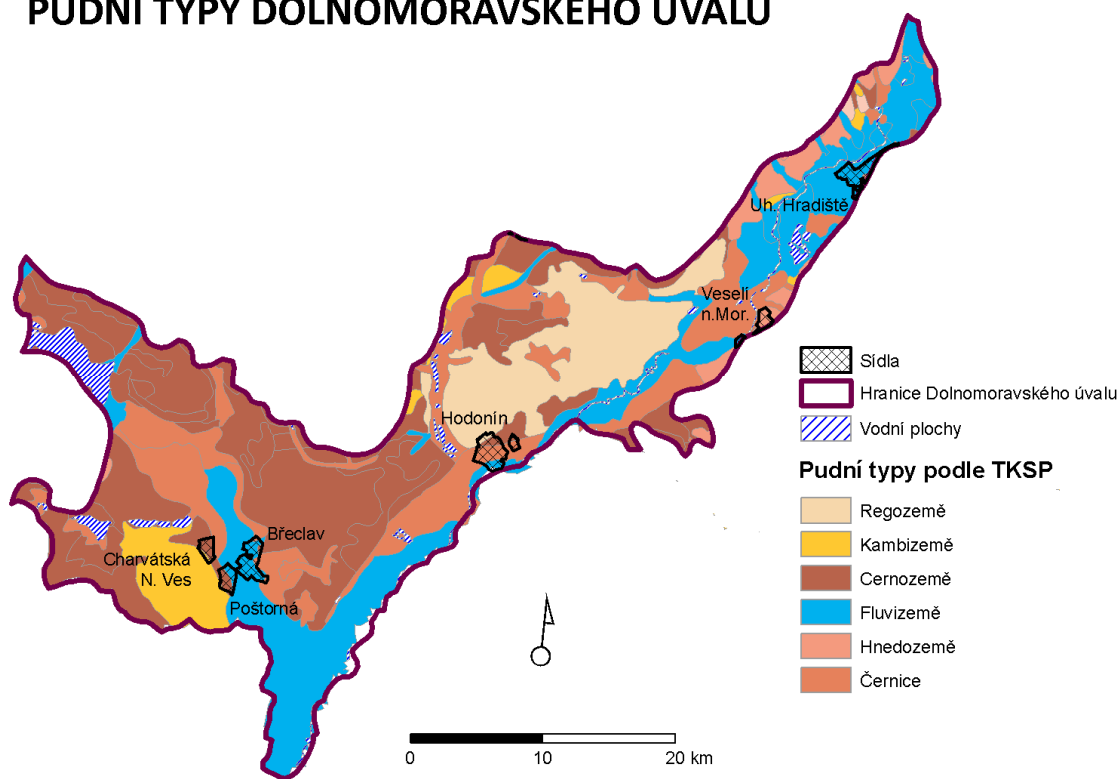 PŮDNÍ TYPY DOLNOMORAVSKÉHO ÚVALU
Uh. Hradiště
Veselí
n.Mor.
Hodonín
Břeclav
Charvátská
N. Ves
Poštorná
Sídla
Hranice Dolnomoravského úvalu
Vodní plochy
Pudní typy podle TKSP
Regozemě
Kambizemě
Cernozemě
Fluvizemě
Hnedozemě
Černice
0
10
20 km